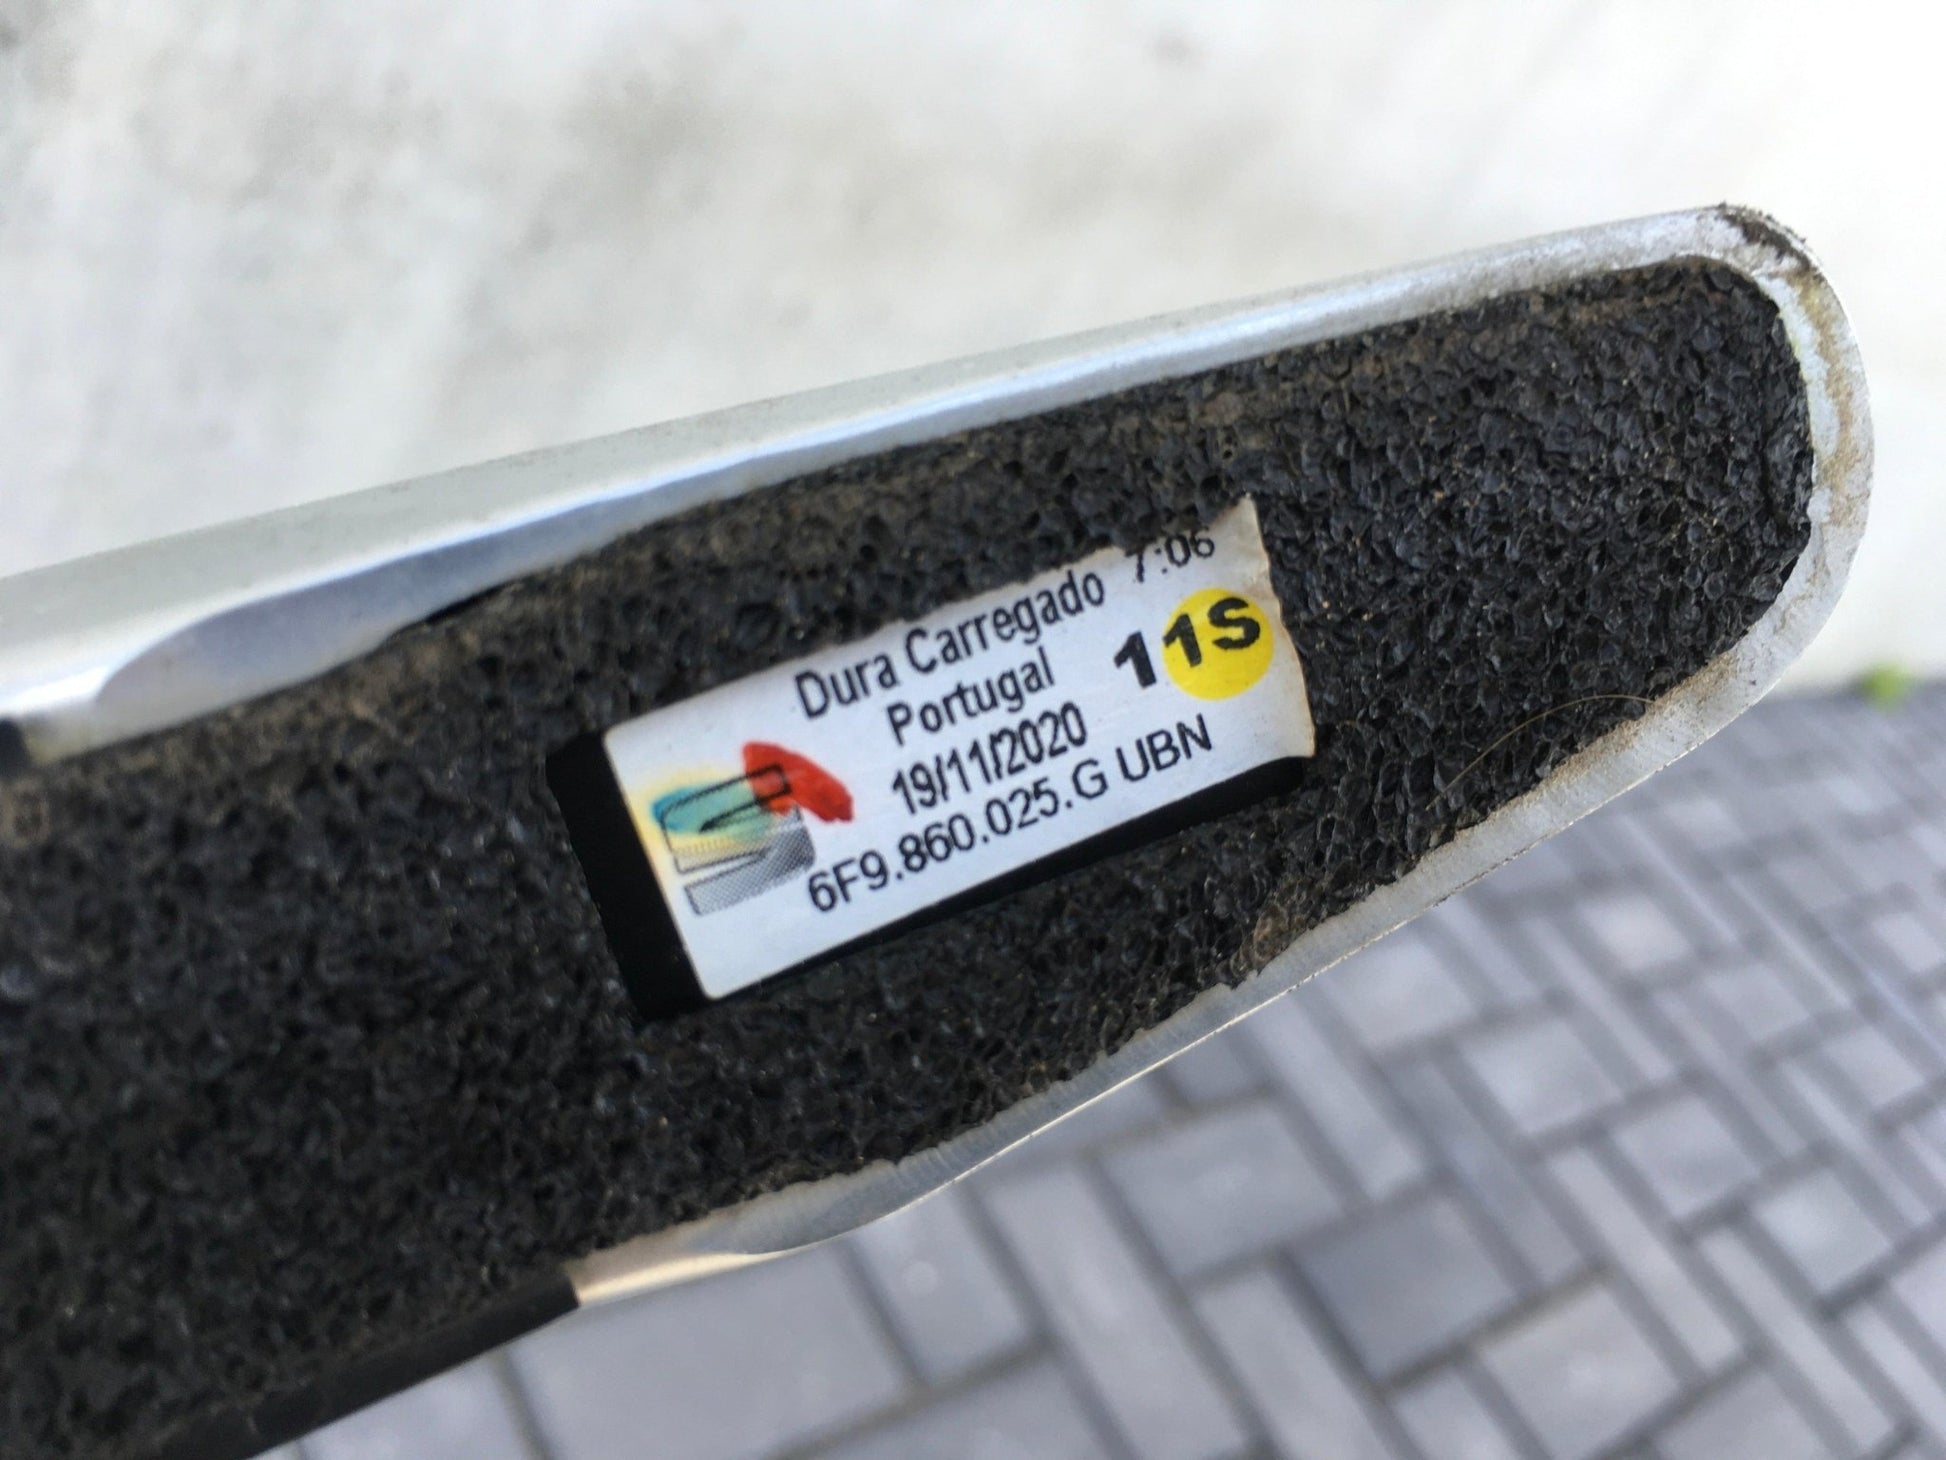 Dura Carregado 7:06
Portugal 11S
19/11/2020
6F9.860.025.G UBN